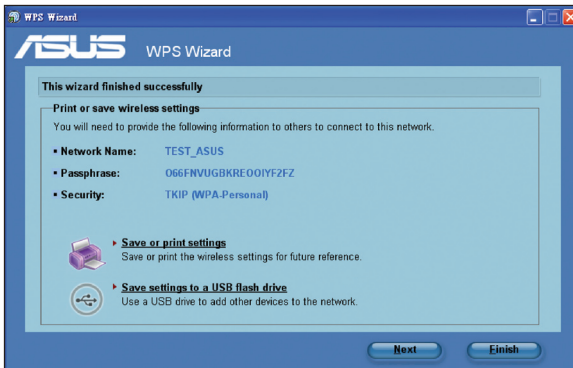 WPS Wizard
ASUS WPS Wizard
This wizard finished successfully
Print or save wireless settings
You will need to provide the following information to others to connect to this network.
▪ Network Name: TEST_ASUS
▪ Passphrase: O66FNVUGBKREOOIYF2FZ
▪ Security: TKIP (WPA-Personal)
Save or print settings
Save or print the wireless settings for future reference.
Save settings to a USB flash drive
Use a USB drive to add other devices to the network.
Next Finish